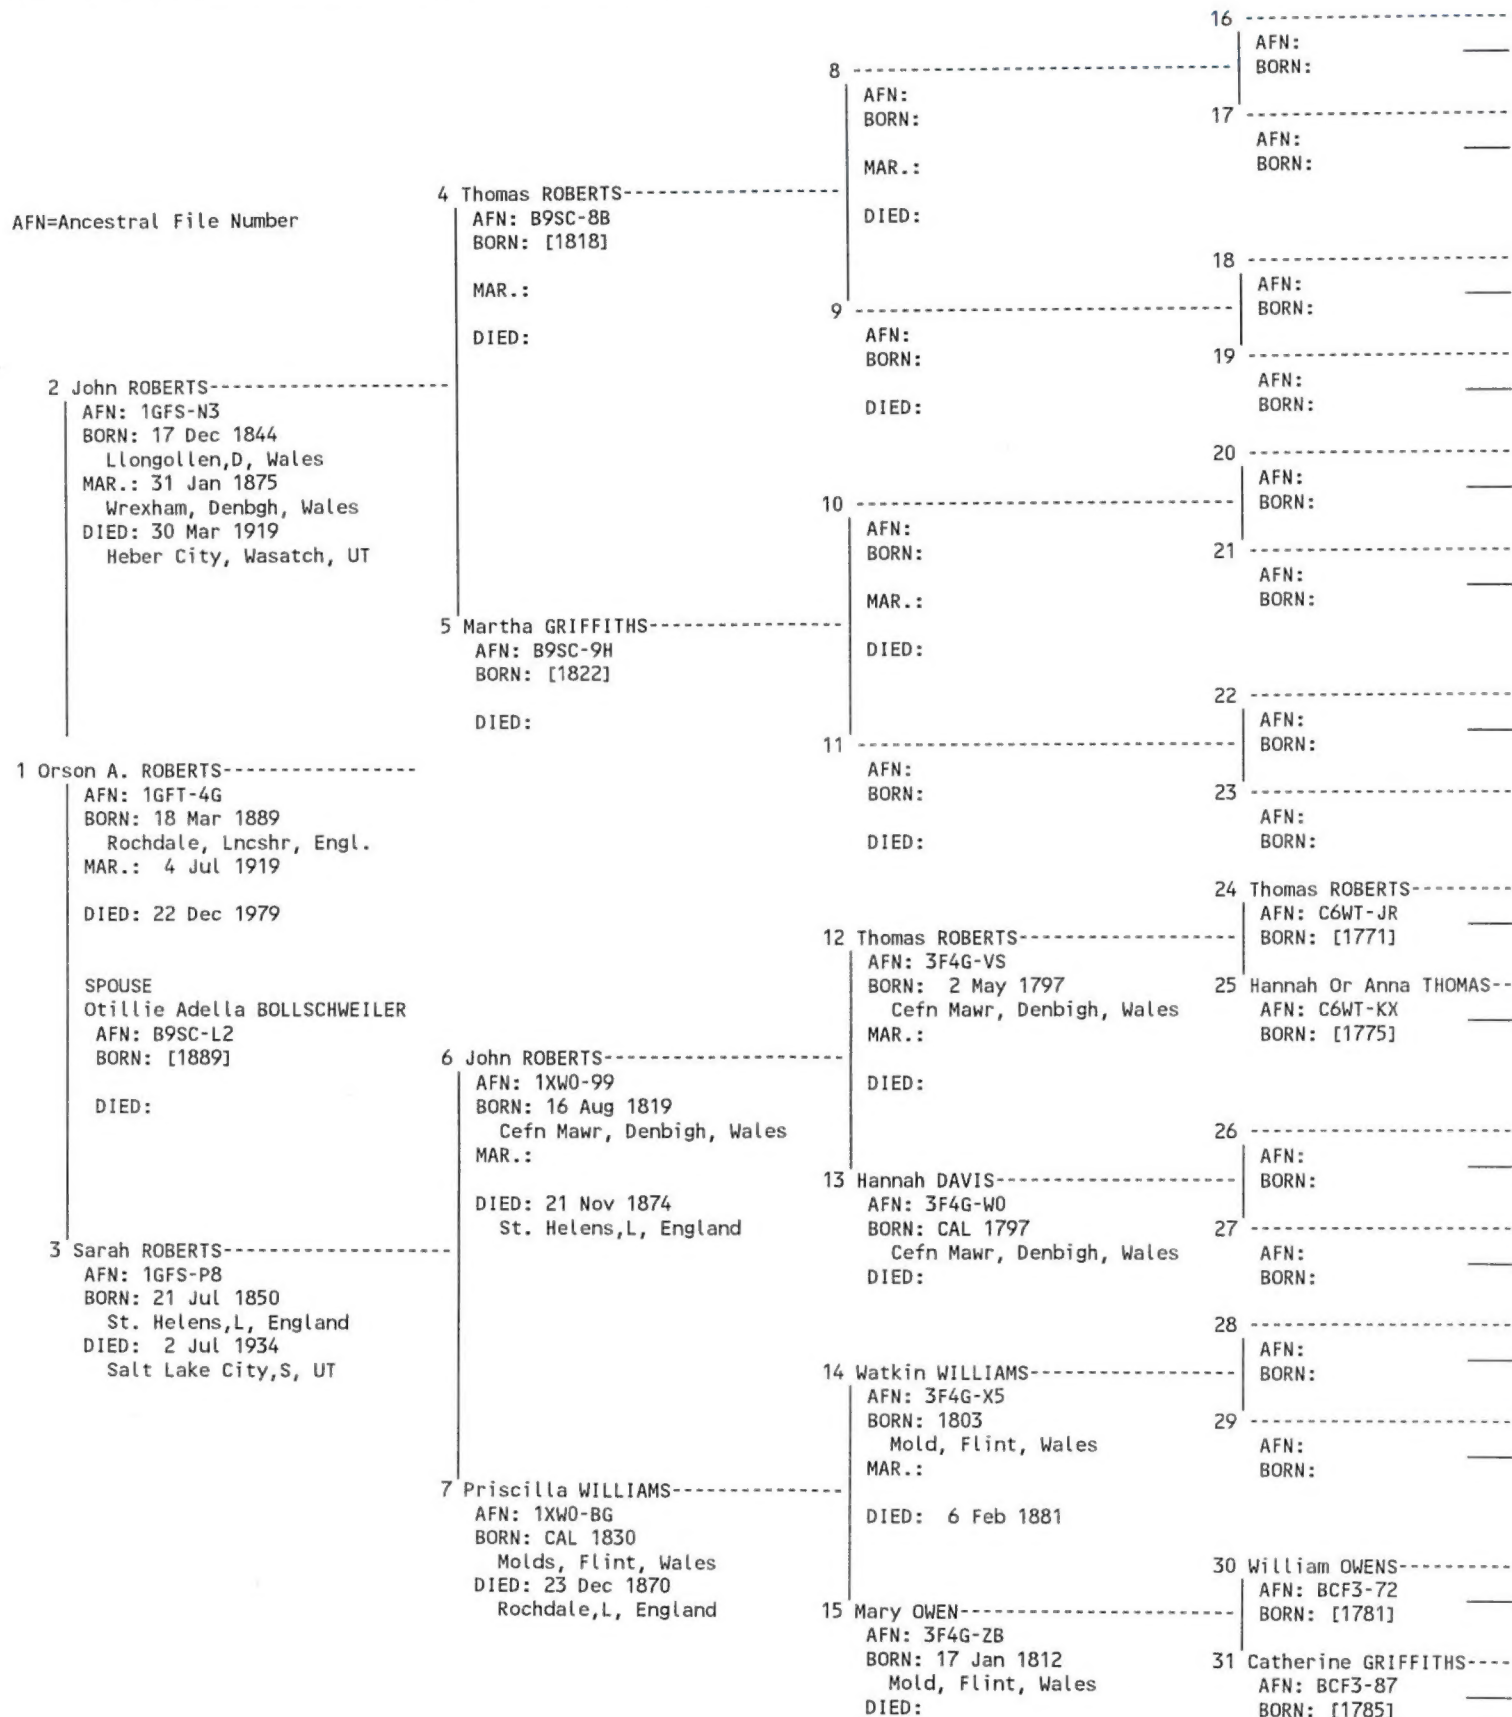 AFN=Ancestral File Number
1 Orson A. ROBERTS
AFN: 1GFT-4G
BORN: 18 Mar 1889
Rochdale, Lncshr, Engl.
MAR.: 4 Jul 1919
DIED: 22 Dec 1979
SPOUSE
Otillie Adella BOLLSCHWEILER
AFN: B9SC-L2
BORN: [1889]
DIED:
2 John ROBERTS
AFN: 1GFS-N3
BORN: 17 Dec 1844
Llongollen,D, Wales
MAR.: 31 Jan 1875
Wrexham, Denbgh, Wales
DIED: 30 Mar 1919
Heber City, Wasatch, UT
3 Sarah ROBERTS
AFN: 1GFS-P8
BORN: 21 Jul 1850
St. Helens,L, England
DIED: 2 Jul 1934
Salt Lake City,S, UT
4 Thomas ROBERTS
AFN: B9SC-8B
BORN: [1818]
MAR.:
DIED:
5 Martha GRIFFITHS
AFN: B9SC-9H
BORN: [1822]
DIED:
6 John ROBERTS
AFN: 1XW0-99
BORN: 16 Aug 1819
Cefn Mawr, Denbigh, Wales
MAR.:
DIED: 21 Nov 1874
St. Helens,L, England
7 Priscilla WILLIAMS
AFN: 1XW0-BG
BORN: CAL 1830
Molds, Flint, Wales
DIED: 23 Dec 1870
Rochdale,L, England
8
AFN:
BORN:
MAR.:
DIED:
9
AFN:
BORN:
DIED:
10
AFN:
BORN:
MAR.:
DIED:
11
AFN:
BORN:
DIED:
12 Thomas ROBERTS
AFN: 3F4G-VS
BORN: 2 May 1797
Cefn Mawr, Denbigh, Wales
MAR.:
DIED:
13 Hannah DAVIS
AFN: 3F4G-W0
BORN: CAL 1797
Cefn Mawr, Denbigh, Wales
DIED:
14 Watkin WILLIAMS
AFN: 3F4G-X5
BORN: 1803
Mold, Flint, Wales
MAR.:
DIED: 6 Feb 1881
15 Mary OWEN
AFN: 3F4G-ZB
BORN: 17 Jan 1812
Mold, Flint, Wales
DIED:
16
AFN:
BORN:
17
AFN:
BORN:
18
AFN:
BORN:
19
AFN:
BORN:
20
AFN:
BORN:
21
AFN:
BORN:
22
AFN:
BORN:
23
AFN:
BORN:
24 Thomas ROBERTS
AFN: C6WT-JR
BORN: [1771]
25 Hannah Or Anna THOMAS
AFN: C6WT-KX
BORN: [1775]
26
AFN:
BORN:
27
AFN:
BORN:
28
AFN:
BORN:
29
AFN:
BORN:
30 William OWENS
AFN: BCF3-72
BORN: [1781]
31 Catherine GRIFFITHS
AFN: BCF3-87
BORN: [1785]